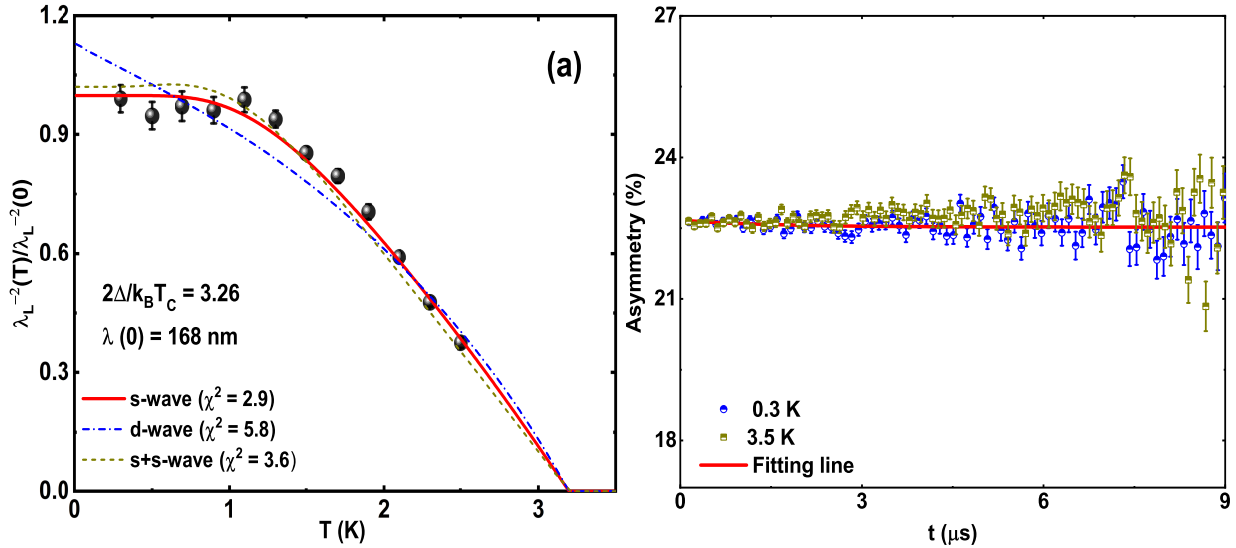 1.2
0.9
0.6
0.3
0.0
λL⁻²(T)/λL⁻²(0)
(a)
2Δ/kBTC = 3.26
λ (0) = 168 nm
s-wave (χ² = 2.9)
d-wave (χ² = 5.8)
s+s-wave (χ² = 3.6)
0 1 2 3
T (K)
27
24
21
18
Asymmetry (%)
0.3 K
3.5 K
Fitting line
0 3 6 9
t (μs)